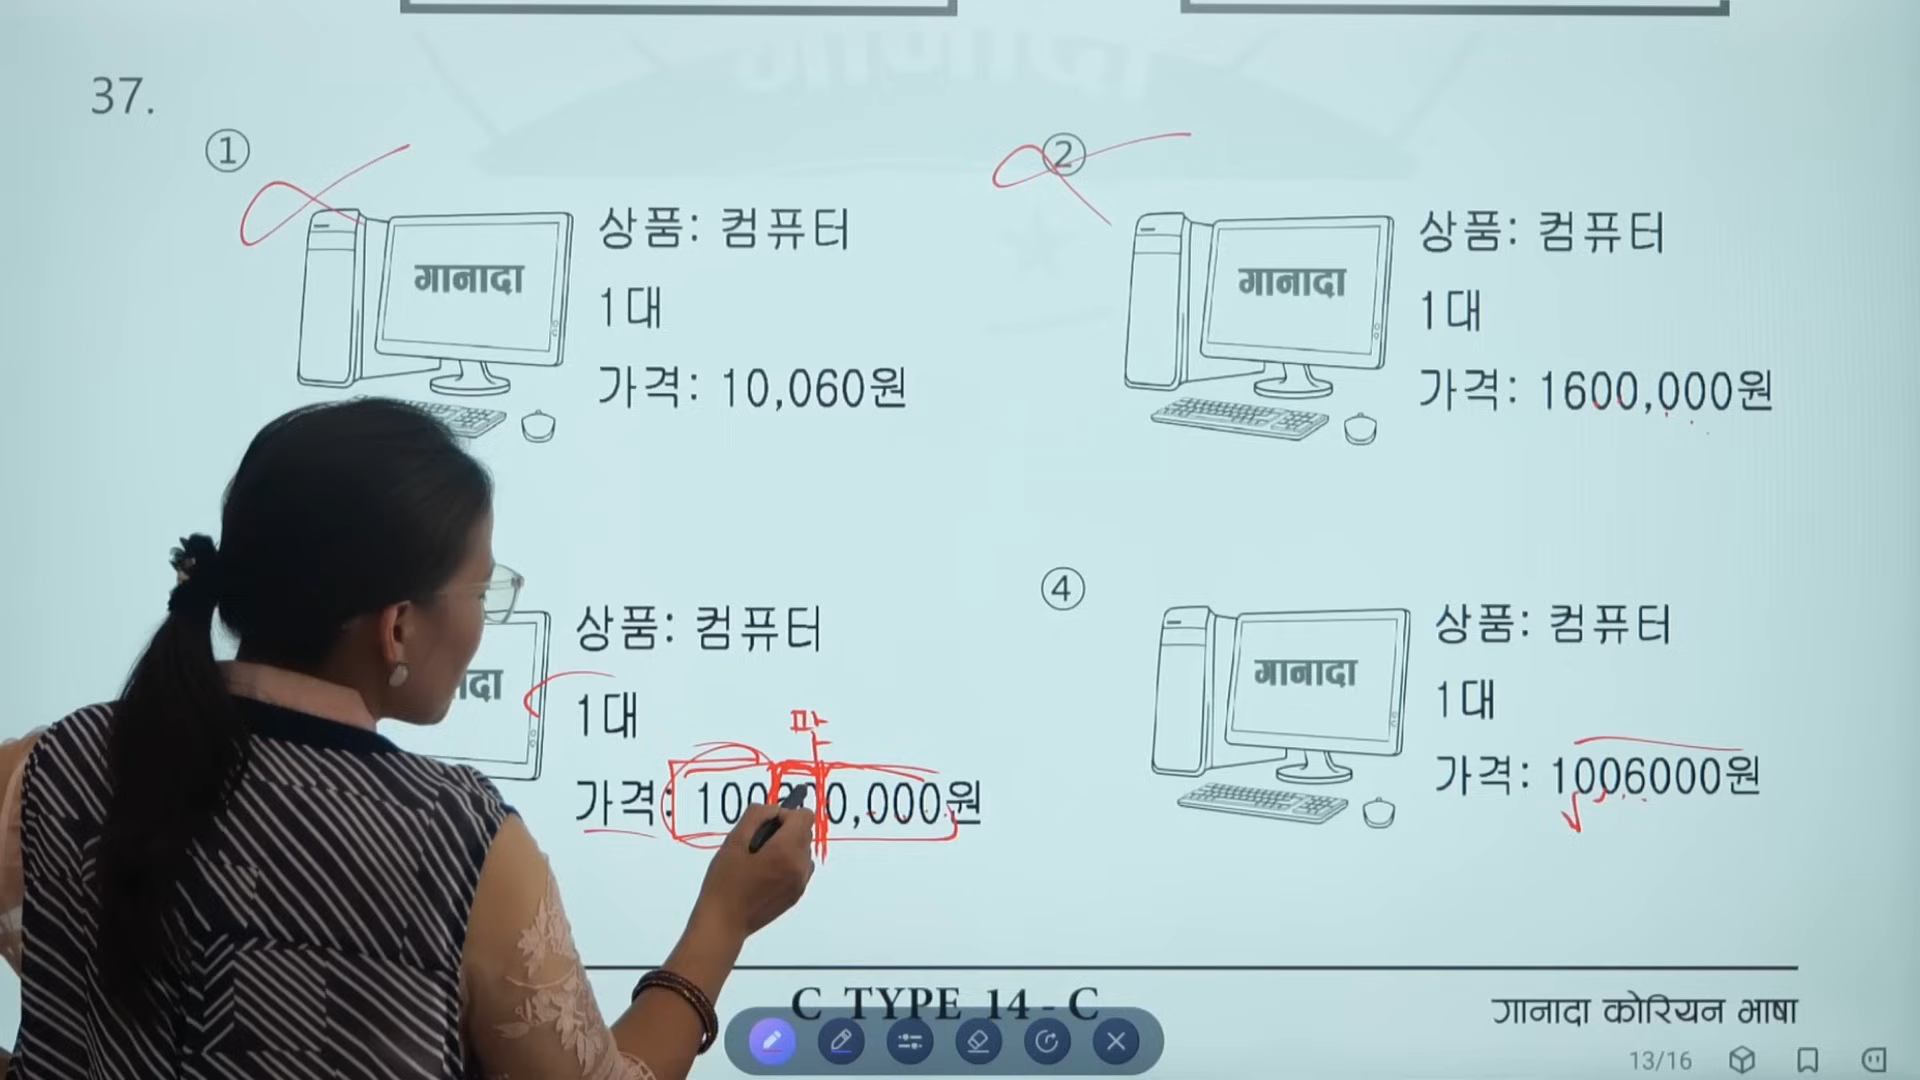 37.
①
गानादा
상품: 컴퓨터
1대
가격: 10,060원
②
गानादा
상품: 컴퓨터
1대
가격: 1600,000원
상품: 컴퓨터
1대
가격:
0,000원
④
गानादा
상품: 컴퓨터
1대
가격: 1006000원
C TYPE 14 - C
गानादा कोरियन भाषा
13/16